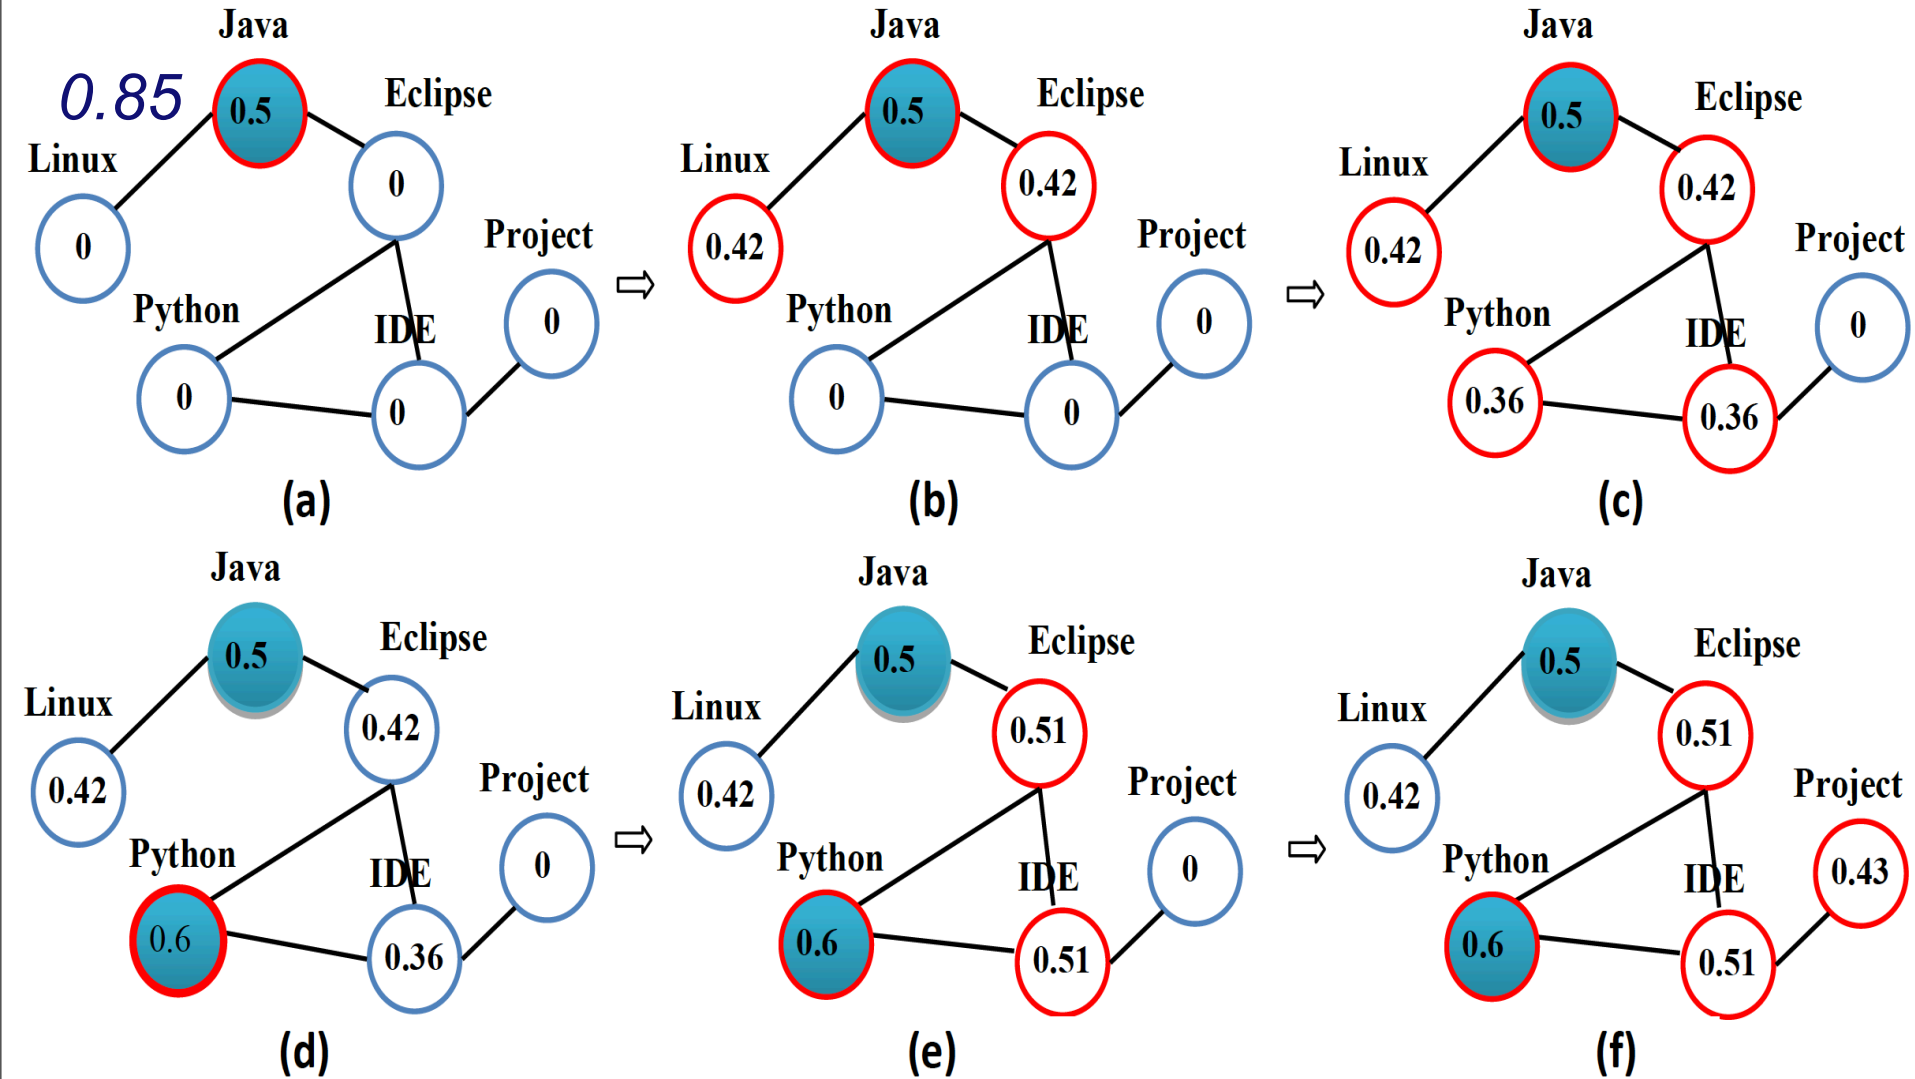 Java
0.85
0.5
Eclipse
Linux
0
0
Project
Python
IDE
0
0
0
(a)
Java
0.5
Eclipse
Linux
0.42
0.42
Project
Python
IDE
0
0
0
(b)
Java
0.5
Eclipse
Linux
0.42
0.42
Project
Python
IDE
0
0.36
0.36
(c)
Java
0.5
Eclipse
Linux
0.42
0.42
Project
Python
IDE
0
0.6
0.36
(d)
Java
0.5
Eclipse
Linux
0.51
0.42
Project
Python
IDE
0
0.6
0.51
(e)
Java
0.5
Eclipse
Linux
0.51
0.42
Project
Python
IDE
0.43
0.6
0.51
(f)